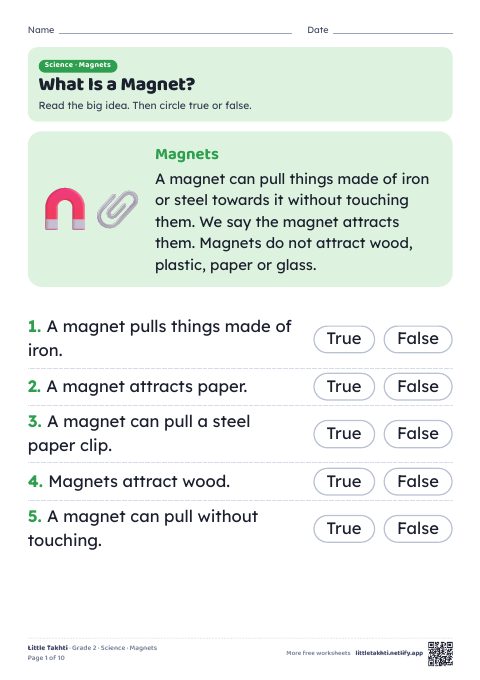 Name
Date
Science · Magnets
What Is a Magnet?
Read the big idea. Then circle true or false.
Magnets
A magnet can pull things made of iron
or steel towards it without touching
them. We say the magnet attracts
them. Magnets do not attract wood,
plastic, paper or glass.
1. A magnet pulls things made of
iron.
True False
2. A magnet attracts paper.
True False
3. A magnet can pull a steel
paper clip.
True False
4. Magnets attract wood.
True False
5. A magnet can pull without
touching.
True False
Little Takhti · Grade 2 · Science · Magnets
Page 1 of 10
More free worksheets · littletakhti.netlify.app